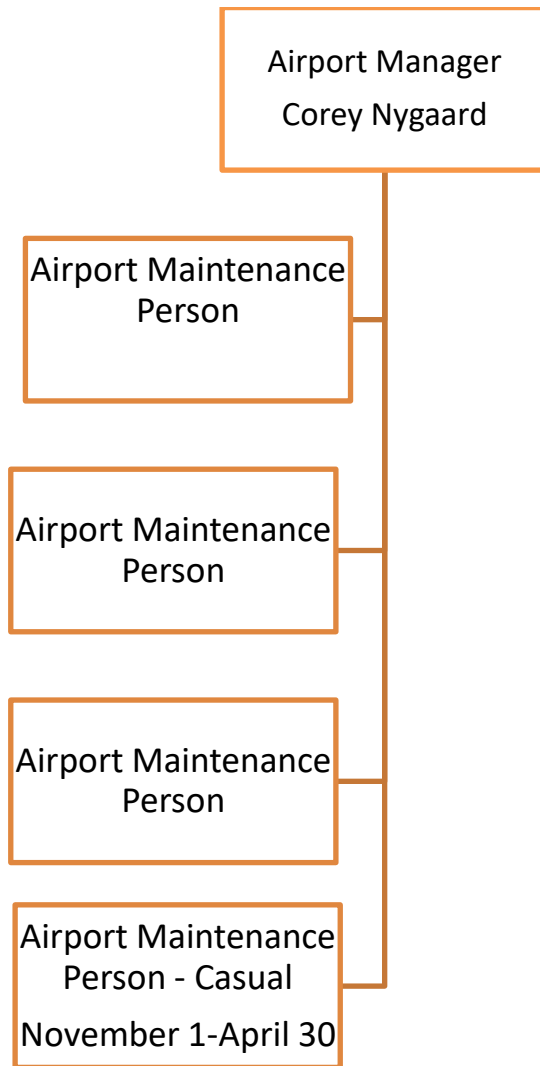 Airport Manager
Corey Nygaard
Airport Maintenance
Person
Airport Maintenance
Person
Airport Maintenance
Person
Airport Maintenance
Person - Casual
November 1-April 30